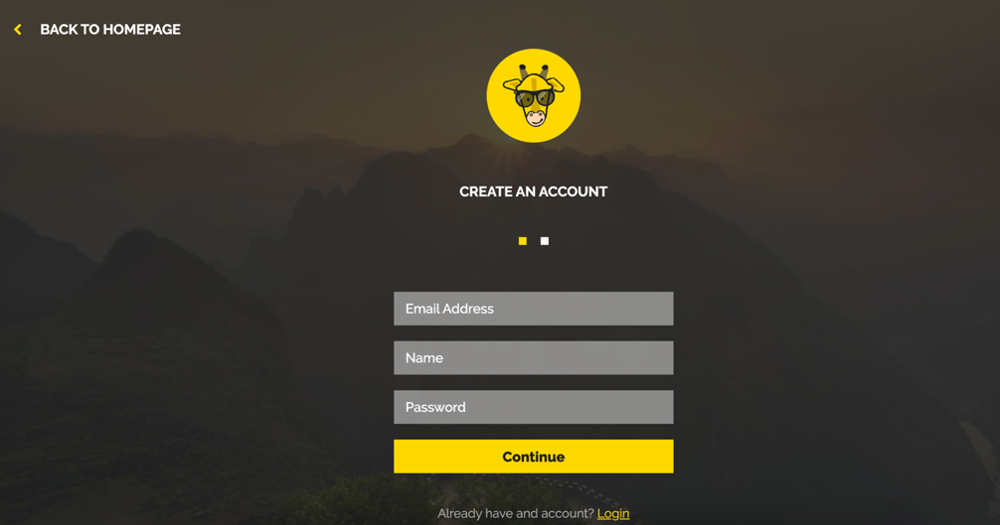 BACK TO HOMEPAGE
CREATE AN ACCOUNT
Email Address
Name
Password
Continue
Already have and account? Login